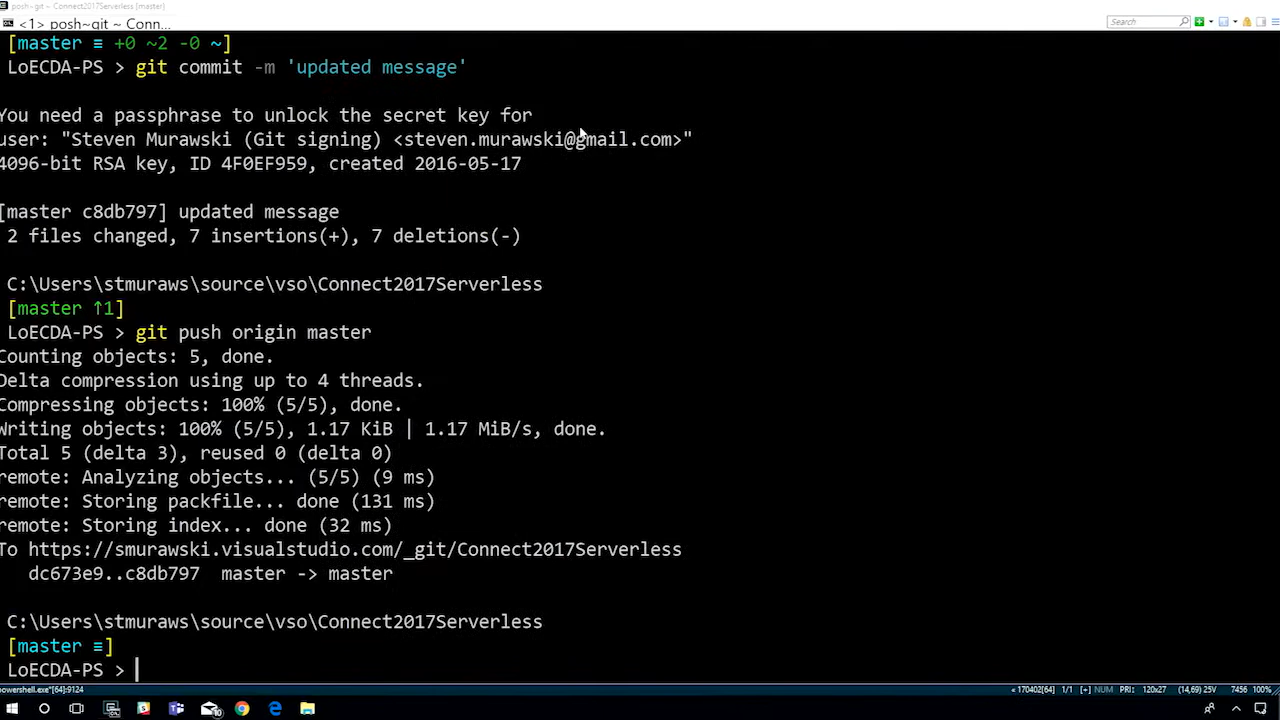 posh~git ~ Connect2017Serverless [master]
<1> posh~git ~ Conn...
Search
[master ≡ +0 ~2 -0 ~]
LoECDA-PS > git commit -m 'updated message'
You need a passphrase to unlock the secret key for
user: "Steven Murawski (Git signing) <steven.murawski@gmail.com>"
4096-bit RSA key, ID 4F0EF959, created 2016-05-17
[master c8db797] updated message
2 files changed, 7 insertions(+), 7 deletions(-)
C:\Users\stmuraws\source\vso\Connect2017Serverless
[master ↑1]
LoECDA-PS > git push origin master
Counting objects: 5, done.
Delta compression using up to 4 threads.
Compressing objects: 100% (5/5), done.
Writing objects: 100% (5/5), 1.17 KiB | 1.17 MiB/s, done.
Total 5 (delta 3), reused 0 (delta 0)
remote: Analyzing objects... (5/5) (9 ms)
remote: Storing packfile... done (131 ms)
remote: Storing index... done (32 ms)
To https://smurawski.visualstudio.com/_git/Connect2017Serverless
dc673e9..c8db797  master -> master
C:\Users\stmuraws\source\vso\Connect2017Serverless
[master ≡]
LoECDA-PS >
powershell.exe*[64]:9124
« 170402[64] 1/1 [+] NUM PRI: 120x27 (14,69) 25V 7456 100%